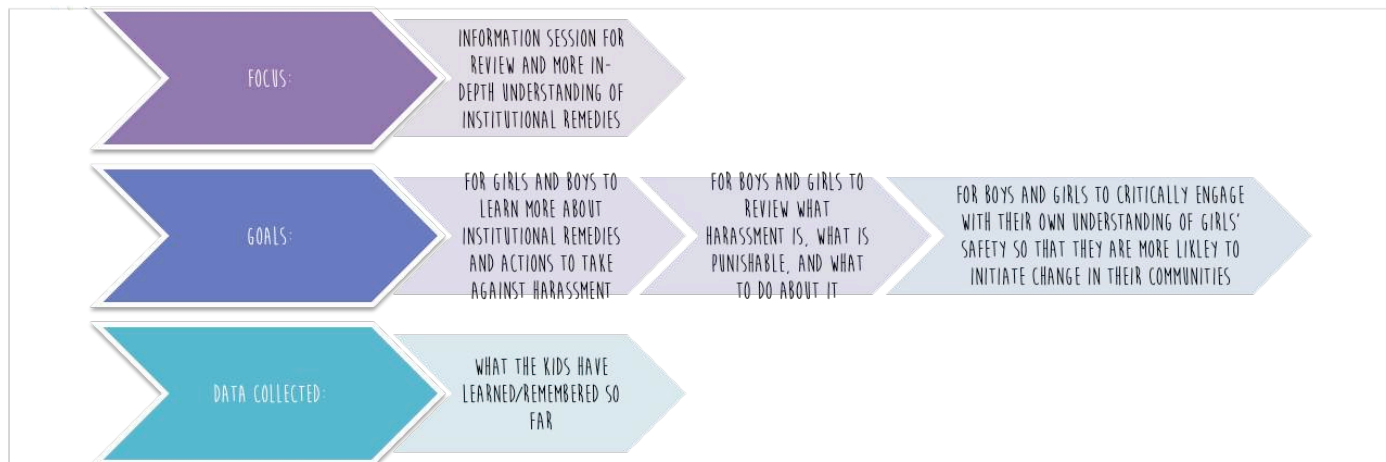 FOCUS:
INFORMATION SESSION FOR
REVIEW AND MORE IN-
DEPTH UNDERSTANDING OF
INSTITUTIONAL REMEDIES
GOALS:
FOR GIRLS AND BOYS TO
LEARN MORE ABOUT
INSTITUTIONAL REMEDIES
AND ACTIONS TO TAKE
AGAINST HARASSMENT
FOR BOYS AND GIRLS TO
REVIEW WHAT
HARASSMENT IS, WHAT IS
PUNISHABLE, AND WHAT
TO DO ABOUT IT
FOR BOYS AND GIRLS TO CRITICALLY ENGAGE
WITH THEIR OWN UNDERSTANDING OF GIRLS'
SAFETY SO THAT THEY ARE MORE LIKLEY TO
INITIATE CHANGE IN THEIR COMMUNITIES
DATA COLLECTED:
WHAT THE KIDS HAVE
LEARNED/REMEMBERED SO
FAR